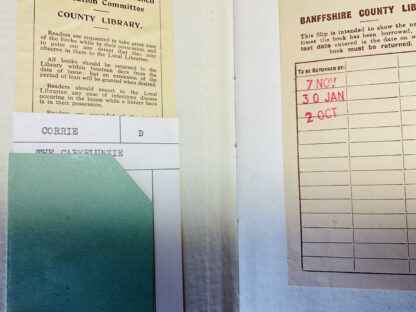 ation Committee
COUNTY LIBRARY.
Readers are requested to take great care
of the books while in their possession, and
to point out any defect that they may
observe in them to the Local Librarian.
All books should be returned to the
Library within fourteen days from the
date of issue; but an extension of the
period of loan will be granted when desired.
Readers should report to the Local
Librarian any case of infectious disease
occurring in the house while a library book
is in their possession.
CORRIE D
THE CABERLUNZIE
BANFFSHIRE COUNTY LIB
This Slip is intended to show the nu
times the book has been borrowed,
last date entered is the date on w
book must be returned.
TO BE RETURNED BY:
7 NOV
30 JAN
2 OCT